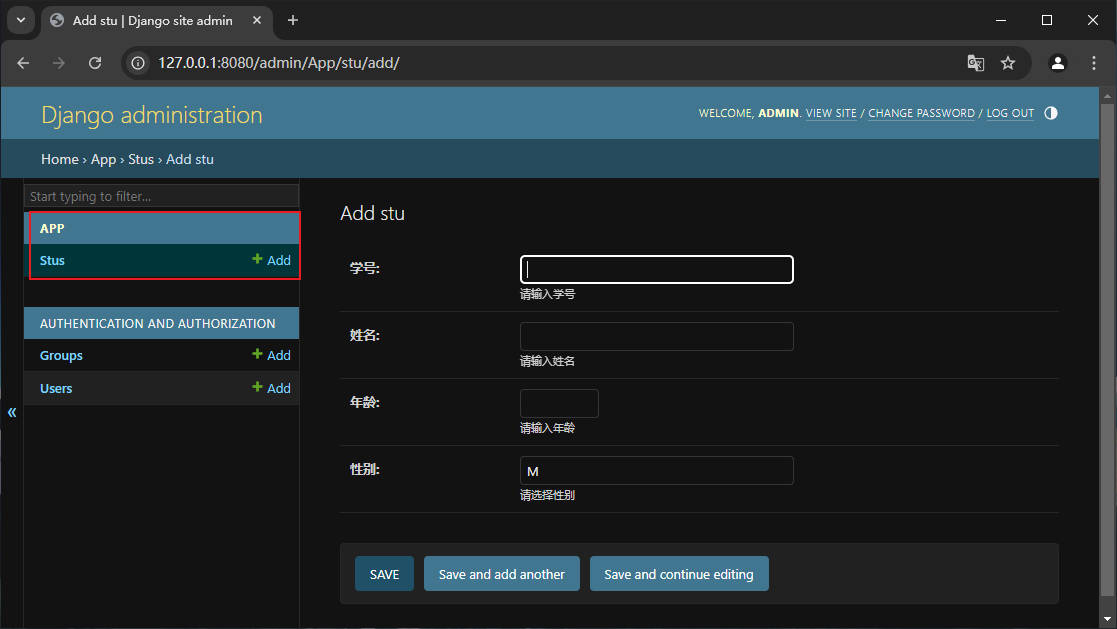 Add stu | Django site admin
127.0.0.1:8080/admin/App/stu/add/
Django administration
WELCOME, ADMIN. VIEW SITE / CHANGE PASSWORD / LOG OUT
Home › App › Stus › Add stu
Start typing to filter...
APP
Stus + Add
AUTHENTICATION AND AUTHORIZATION
Groups + Add
Users + Add
«
Add stu
学号:
请输入学号
姓名:
请输入姓名
年龄:
请输入年龄
性别: M
请选择性别
SAVE Save and add another Save and continue editing